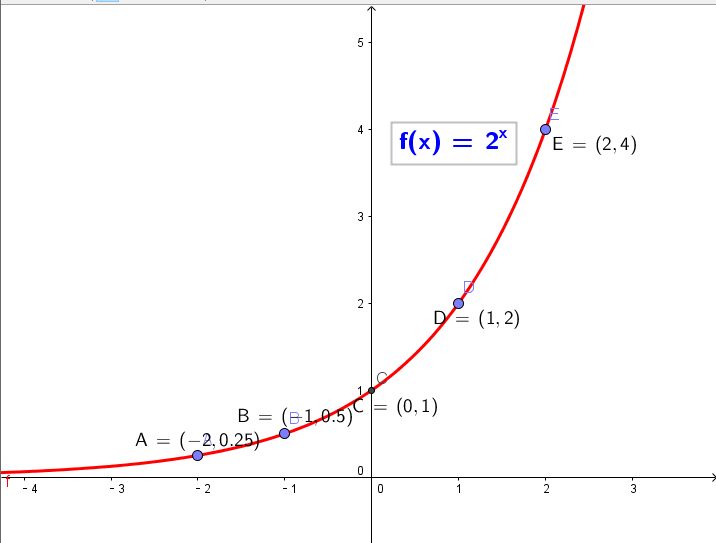 5
E
4
f(x) = 2ˣ
E = (2,4)
3
D
2
D = (1,2)
C
1
C = (0,1)
B = (−1,0.5)
B
A = (−2,0.25)
A
0
f
-4 -3 -2 -1 0 1 2 3